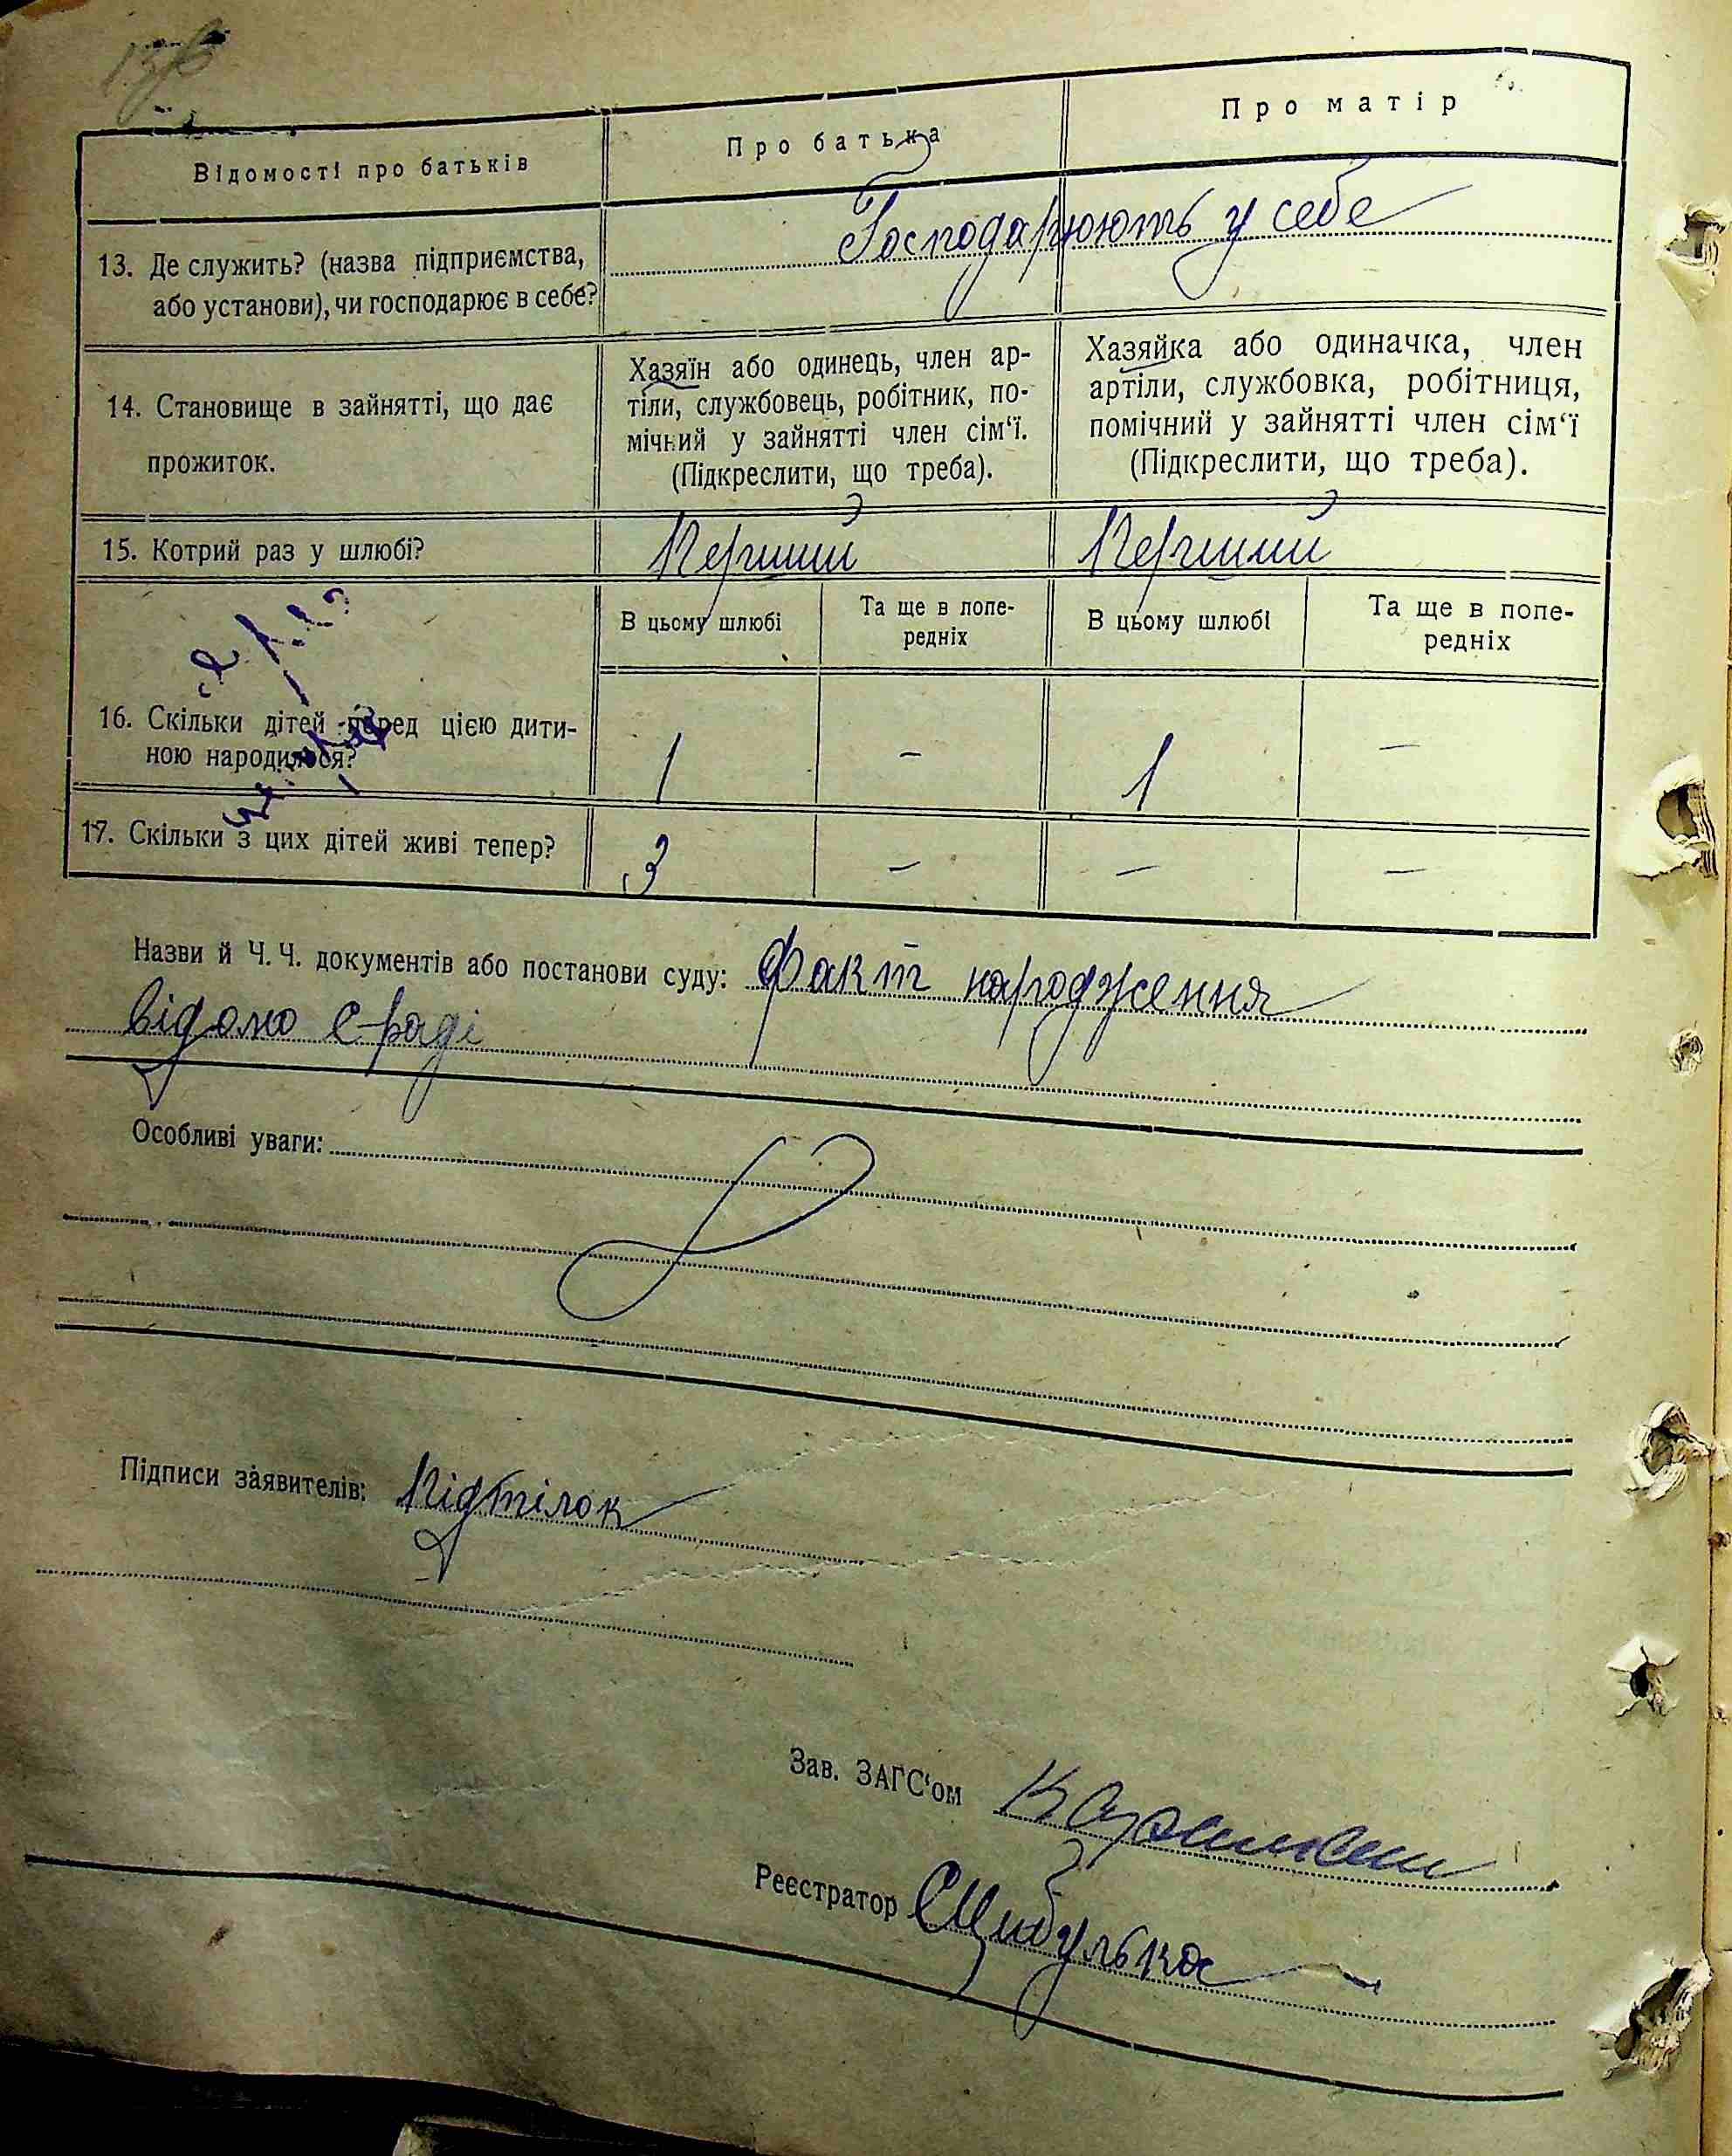 Відомості про батьків
Про батька
Про матір
13. Де служить? (назва підприємства,
або установи), чи господарює в себе?
Господарюють у себе
14. Становище в зайнятті, що дає
прожиток.
Хазяїн або одинець, член ар-
тіли, службовець, робітник, по-
мічний у зайнятті член сім‘ї.
(Підкреслити, що треба).
Хазяйка або одиначка, член
артіли, службовка, робітниця,
помічний у зайнятті член сім‘ї
(Підкреслити, що треба).
15. Котрий раз у шлюбі?
Перший
Перший
16. Скільки дітей перед цією дити-
ною народилося?
В цьому шлюбі
Та ще в попе-
редніх
В цьому шлюбі
Та ще в попе-
редніх
1
–
1
–
17. Скільки з цих дітей живі тепер?
–
–
–
Назви й Ч. Ч. документів або постанови суду: Факт народження
відомо с-раді
Особливі уваги:
Підписи заявителів: Підтілок
Зав. ЗАГС‘ом
Реєстратор СЦибулька